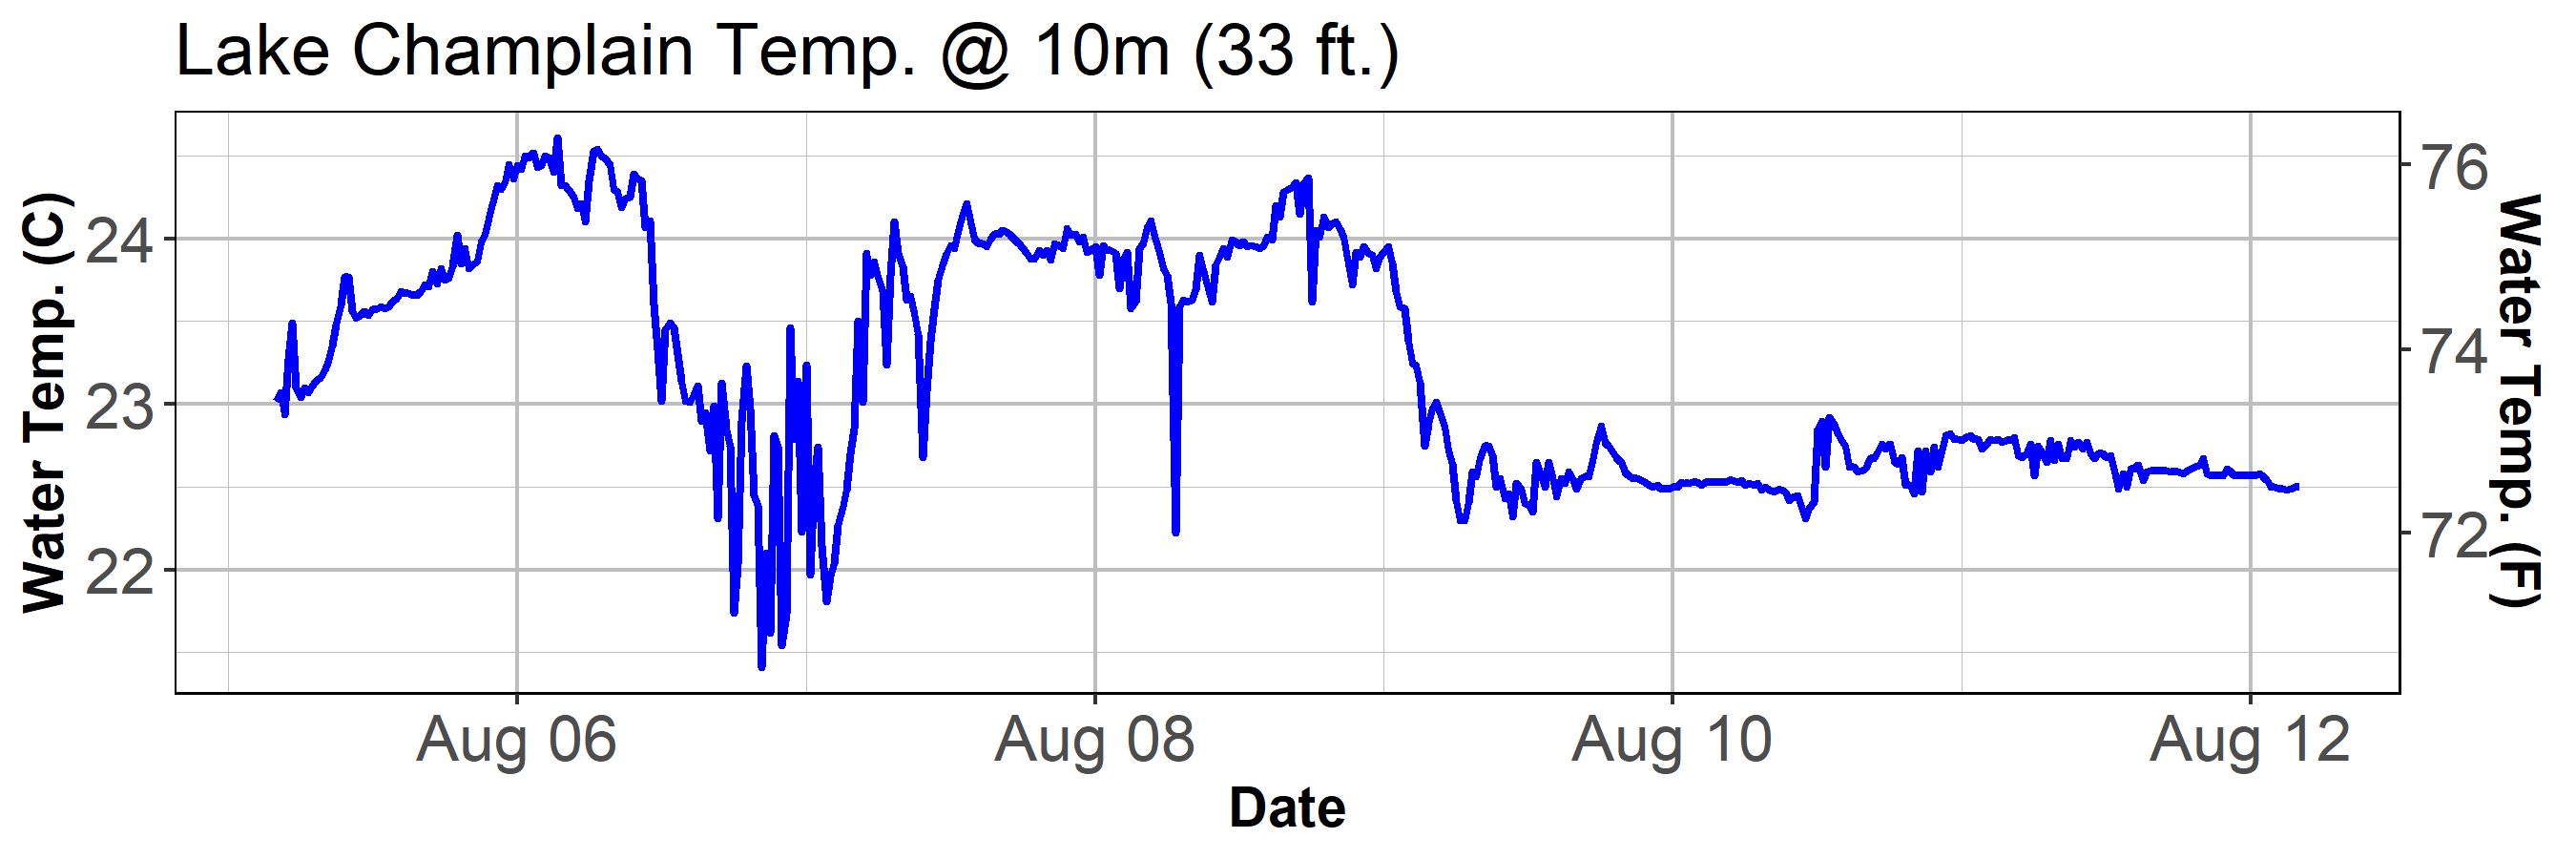 Lake Champlain Temp. @ 10m (33 ft.)
Water Temp. (C)
24
23
22
76
74
72
Water Temp. (F)
Aug 06
Aug 08
Aug 10
Aug 12
Date